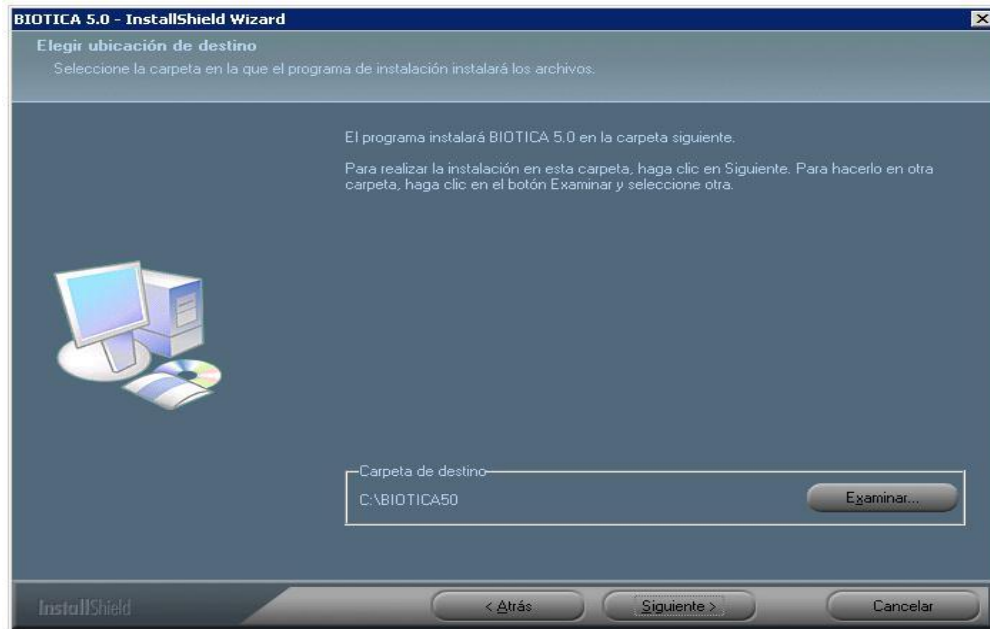 BIOTICA 5.0 - InstallShield Wizard
Elegir ubicación de destino
Seleccione la carpeta en la que el programa de instalación instalará los archivos.
El programa instalará BIOTICA 5.0 en la carpeta siguiente.
Para realizar la instalación en esta carpeta, haga clic en Siguiente. Para hacerlo en otra
carpeta, haga clic en el botón Examinar y seleccione otra.
Carpeta de destino
C:\BIOTICA50
Examinar...
InstallShield
< Atrás
Siguiente >
Cancelar